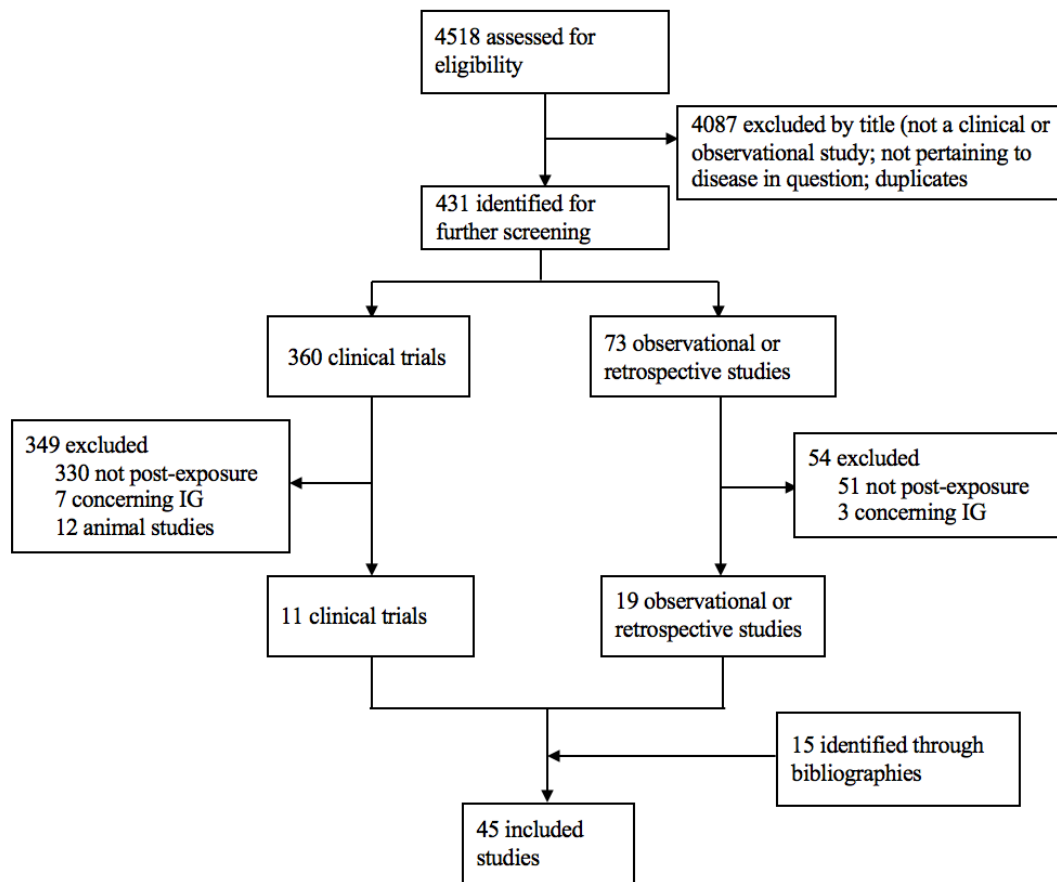 4518 assessed for
eligibility
4087 excluded by title (not a clinical or
observational study; not pertaining to
disease in question; duplicates
431 identified for
further screening
360 clinical trials
73 observational or
retrospective studies
349 excluded
330 not post-exposure
7 concerning IG
12 animal studies
54 excluded
51 not post-exposure
3 concerning IG
11 clinical trials
19 observational or
retrospective studies
15 identified through
bibliographies
45 included
studies